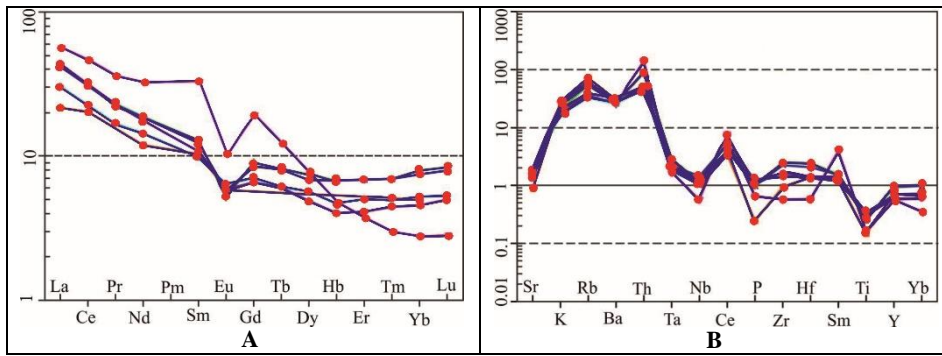 100
10
1
La Pr Pm Eu Tb Hb Tm Lu
Ce Nd Sm Gd Dy Er Yb
A
1000
100
10
1
0.1
0.01
Sr Rb Th Nb P Hf Ti Yb
K Ba Ta Ce Zr Sm Y
B